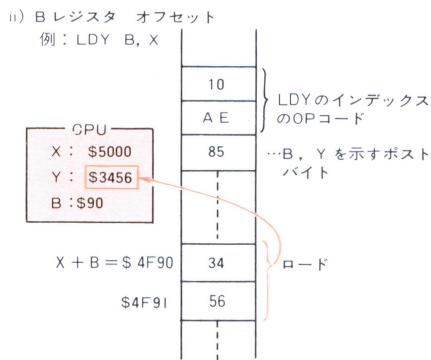 ii) Bレジスタ オフセット
例：LDY B, X
10
AE
LDYのインデックス
のOPコード
CPU
X： $5000
Y： $3456
B：$90
85
…B，Yを示すポスト
バイト
X＋B＝$4F90
34
ロード
$4F91
56